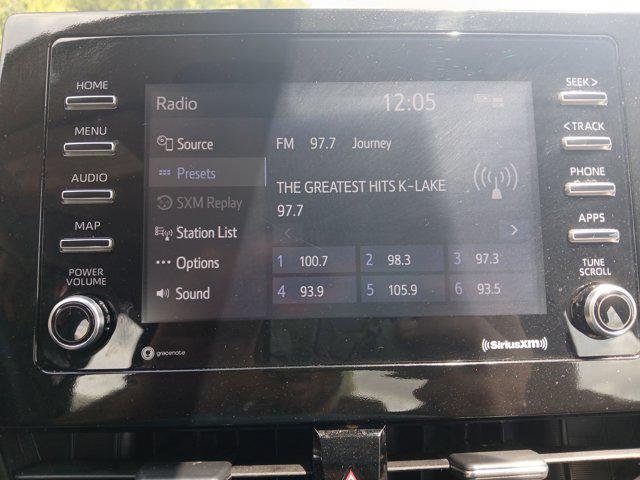 HOME
MENU
AUDIO
MAP
POWER
VOLUME
Radio
12:05
Source
Presets
SXM Replay
Station List
Options
Sound
FM 97.7 Journey
THE GREATEST HITS K-LAKE
97.7
1 100.7 2 98.3 3 97.3
4 93.9 5 105.9 6 93.5
SEEK >
< TRACK
PHONE
APPS
TUNE
SCROLL
gracenote
((SiriusXM))